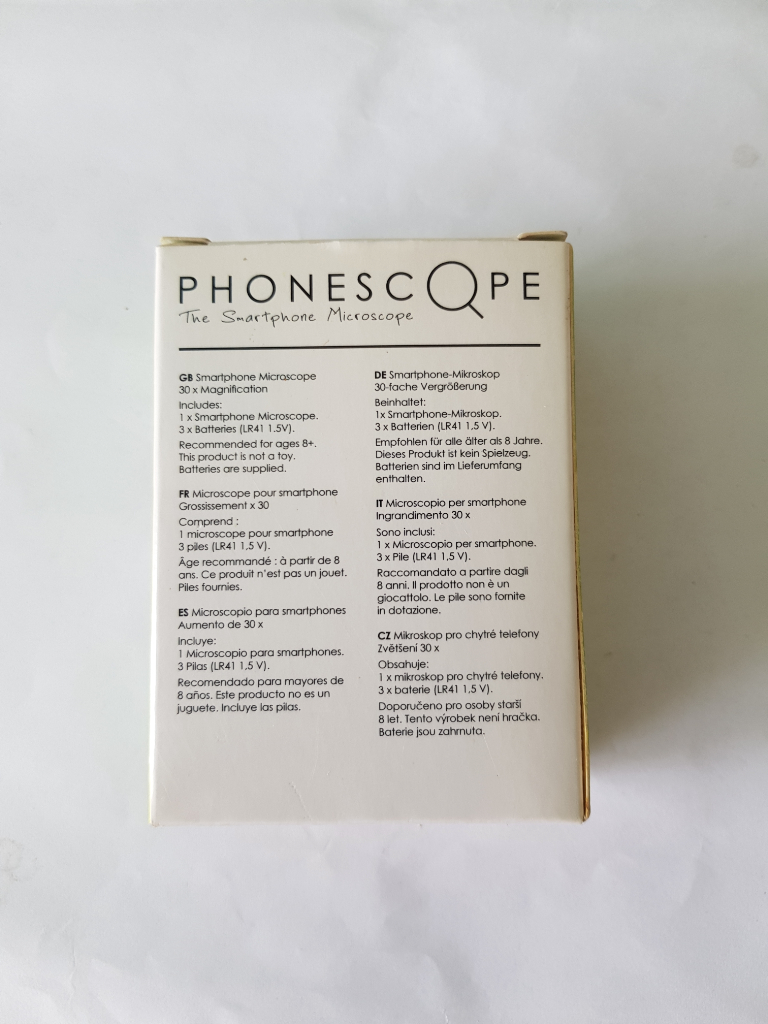 PHONESCOPE
The Smartphone Microscope
GB Smartphone Microscope
30 x Magnification
Includes:
1 x Smartphone Microscope.
3 x Batteries (LR41 1.5V).
Recommended for ages 8+.
This product is not a toy.
Batteries are supplied.
FR Microscope pour smartphone
Grossissement x 30
Comprend :
1 microscope pour smartphone
3 piles (LR41 1,5 V).
Âge recommandé : à partir de 8
ans. Ce produit n'est pas un jouet.
Piles fournies.
ES Microscopio para smartphones
Aumento de 30 x
Incluye:
1 Microscopio para smartphones.
3 Pilas (LR41 1,5 V).
Recomendado para mayores de
8 años. Este producto no es un
juguete. Incluye las pilas.
DE Smartphone-Mikroskop
30-fache Vergrößerung
Beinhaltet:
1x Smartphone-Mikroskop.
3 x Batterien (LR41 1,5 V).
Empfohlen für alle älter als 8 Jahre.
Dieses Produkt ist kein Spielzeug.
Batterien sind im Lieferumfang
enthalten.
IT Microscopio per smartphone
Ingrandimento 30 x
Sono inclusi:
1 x Microscopio per smartphone.
3 x Pile (LR41 1,5 V).
Raccomandato a partire dagli
8 anni. Il prodotto non è un
giocattolo. Le pile sono fornite
in dotazione.
CZ Mikroskop pro chytré telefony
Zvětšení 30 x
Obsahuje:
1 x mikroskop pro chytré telefony.
3 x baterie (LR41 1,5 V).
Doporučeno pro osoby starší
8 let. Tento výrobek není hračka.
Baterie jsou zahrnuta.